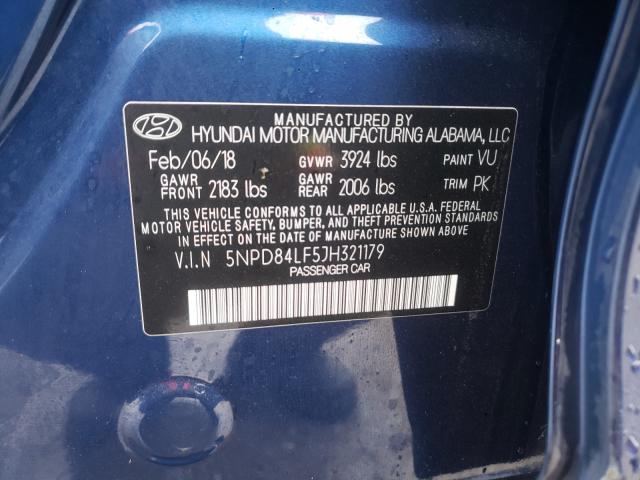 MANUFACTURED BY
HYUNDAI MOTOR MANUFACTURING ALABAMA, LLC
Feb/06/18 GVWR 3924 lbs PAINT VU
GAWR FRONT 2183 lbs GAWR REAR 2006 lbs TRIM PK
THIS VEHICLE CONFORMS TO ALL APPLICABLE U.S.A. FEDERAL
MOTOR VEHICLE SAFETY, BUMPER, AND THEFT PREVENTION STANDARDS
IN EFFECT ON THE DATE OF MANUFACTURE SHOWN ABOVE.
V.I.N 5NPD84LF5JH321179
PASSENGER CAR